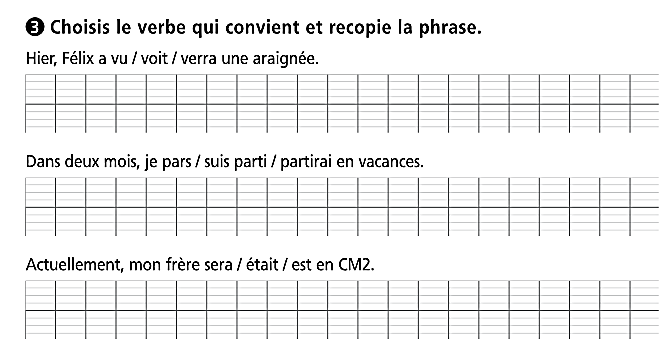 3 Choisis le verbe qui convient et recopie la phrase.
Hier, Félix a vu / voit / verra une araignée.
Dans deux mois, je pars / suis parti / partirai en vacances.
Actuellement, mon frère sera / était / est en CM2.